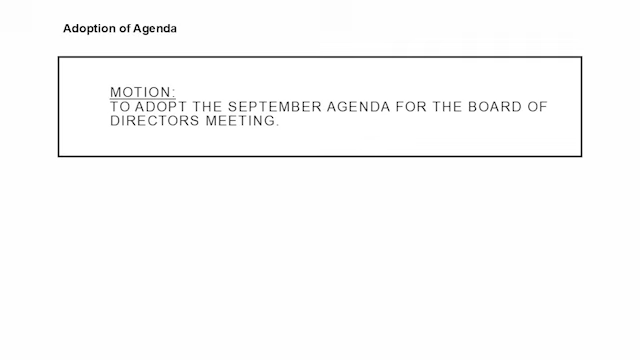 Adoption of Agenda
MOTION:
TO ADOPT THE SEPTEMBER AGENDA FOR THE BOARD OF
DIRECTORS MEETING.